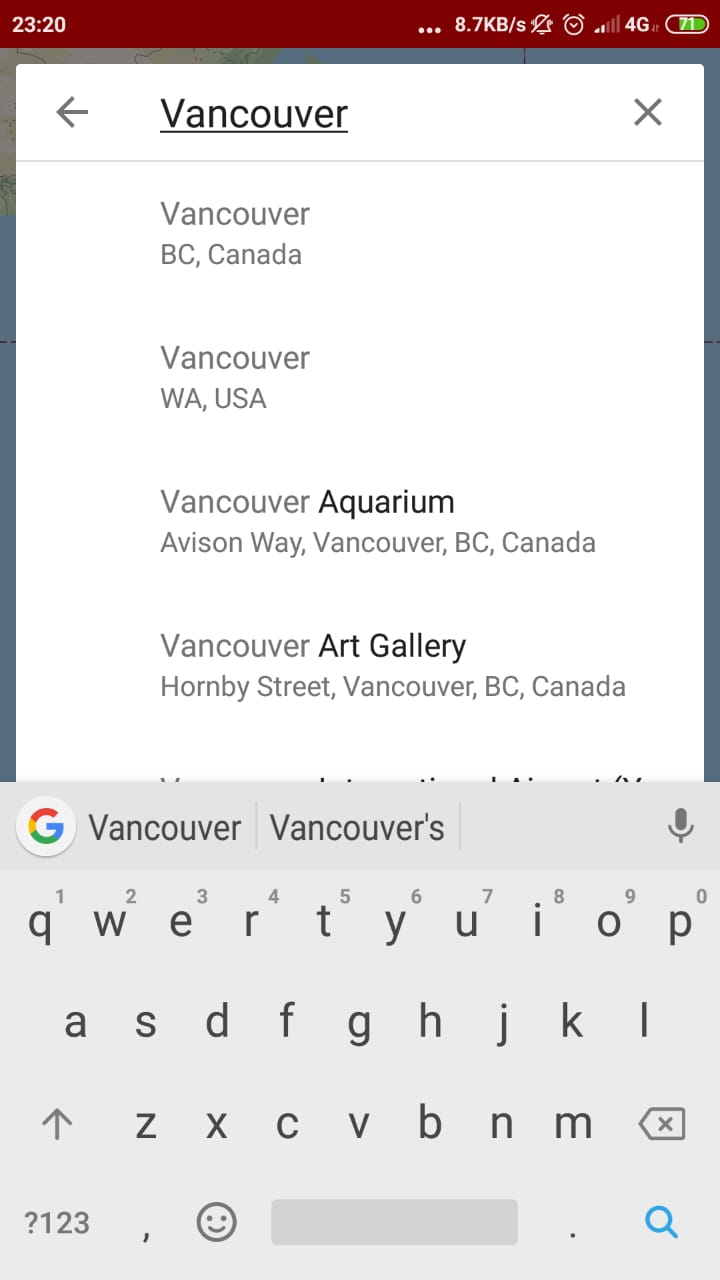 23:20
... 8.7KB/s 4G 71
Vancouver
Vancouver
BC, Canada
Vancouver
WA, USA
Vancouver Aquarium
Avison Way, Vancouver, BC, Canada
Vancouver Art Gallery
Hornby Street, Vancouver, BC, Canada
G Vancouver Vancouver's
1 2 3 4 5 6 7 8 9 0
q w e r t y u i o p
a s d f g h j k l
z x c v b n m
?123 , .